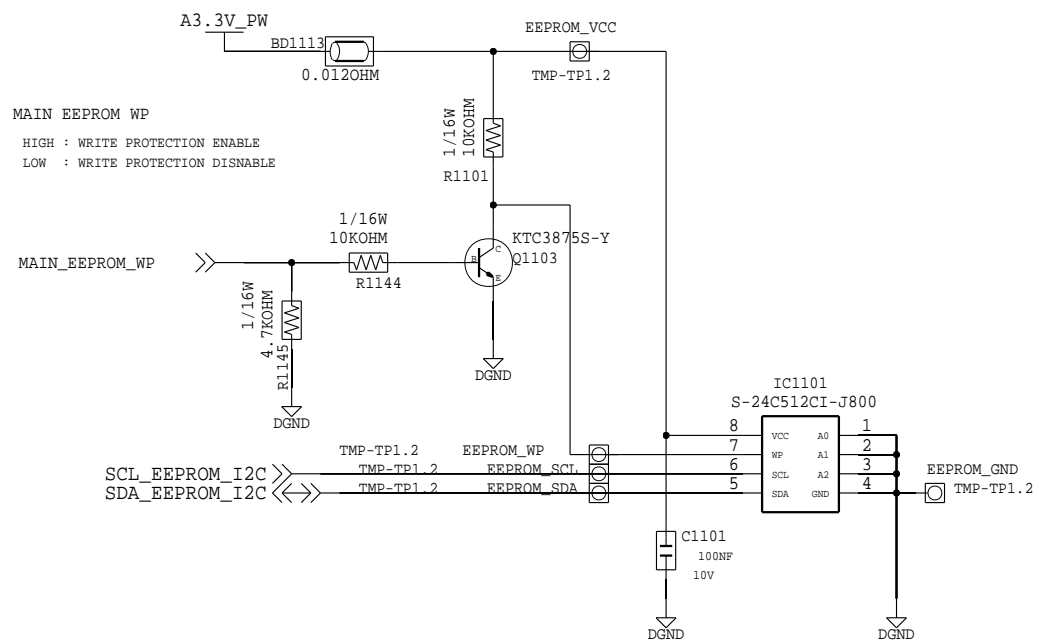 A3.3V_PW
BD1113
0.012OHM
EEPROM_VCC
TMP-TP1.2
MAIN EEPROM WP
HIGH : WRITE PROTECTION ENABLE
LOW : WRITE PROTECTION DISNABLE
1/16W
10KOHM
R1101
1/16W
10KOHM
R1144
KTC3875S-Y
Q1103
C
B
E
MAIN_EEPROM_WP
1/16W
4.7KOHM
R1145
DGND
DGND
IC1101
S-24C512CI-J800
8 VCC A0 1
7 WP A1 2
6 SCL A2 3
5 SDA GND 4
TMP-TP1.2 EEPROM_WP
SCL_EEPROM_I2C TMP-TP1.2 EEPROM_SCL
SDA_EEPROM_I2C TMP-TP1.2 EEPROM_SDA
EEPROM_GND
TMP-TP1.2
C1101
100NF
10V
DGND
DGND